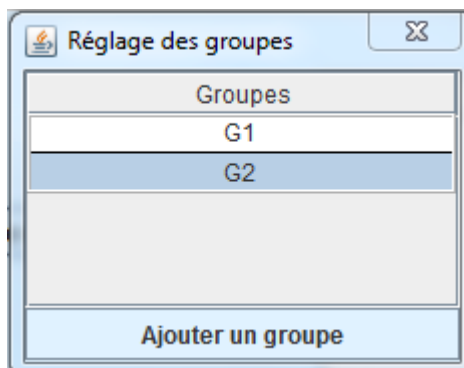 Réglage des groupes
Groupes
G1
G2
Ajouter un groupe